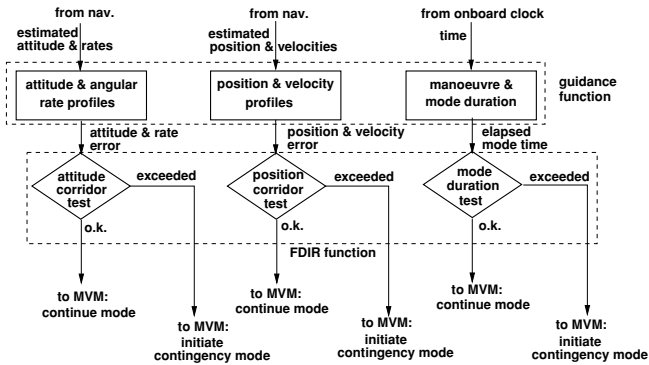 from nav.
from nav.
from onboard clock
estimated
attitude & rates
estimated
position & velocities
time
attitude & angular
rate profiles
position & velocity
profiles
manoeuvre &
mode duration
guidance
function
attitude & rate
error
position & velocity
error
elapsed
mode time
attitude
corridor
test
exceeded
position
corridor
test
exceeded
mode
duration
test
exceeded
o.k.
o.k.
o.k.
FDIR function
to MVM:
continue mode
to MVM:
continue mode
to MVM:
continue mode
to MVM:
initiate
contingency mode
to MVM:
initiate
contingency mode
to MVM:
initiate
contingency mode